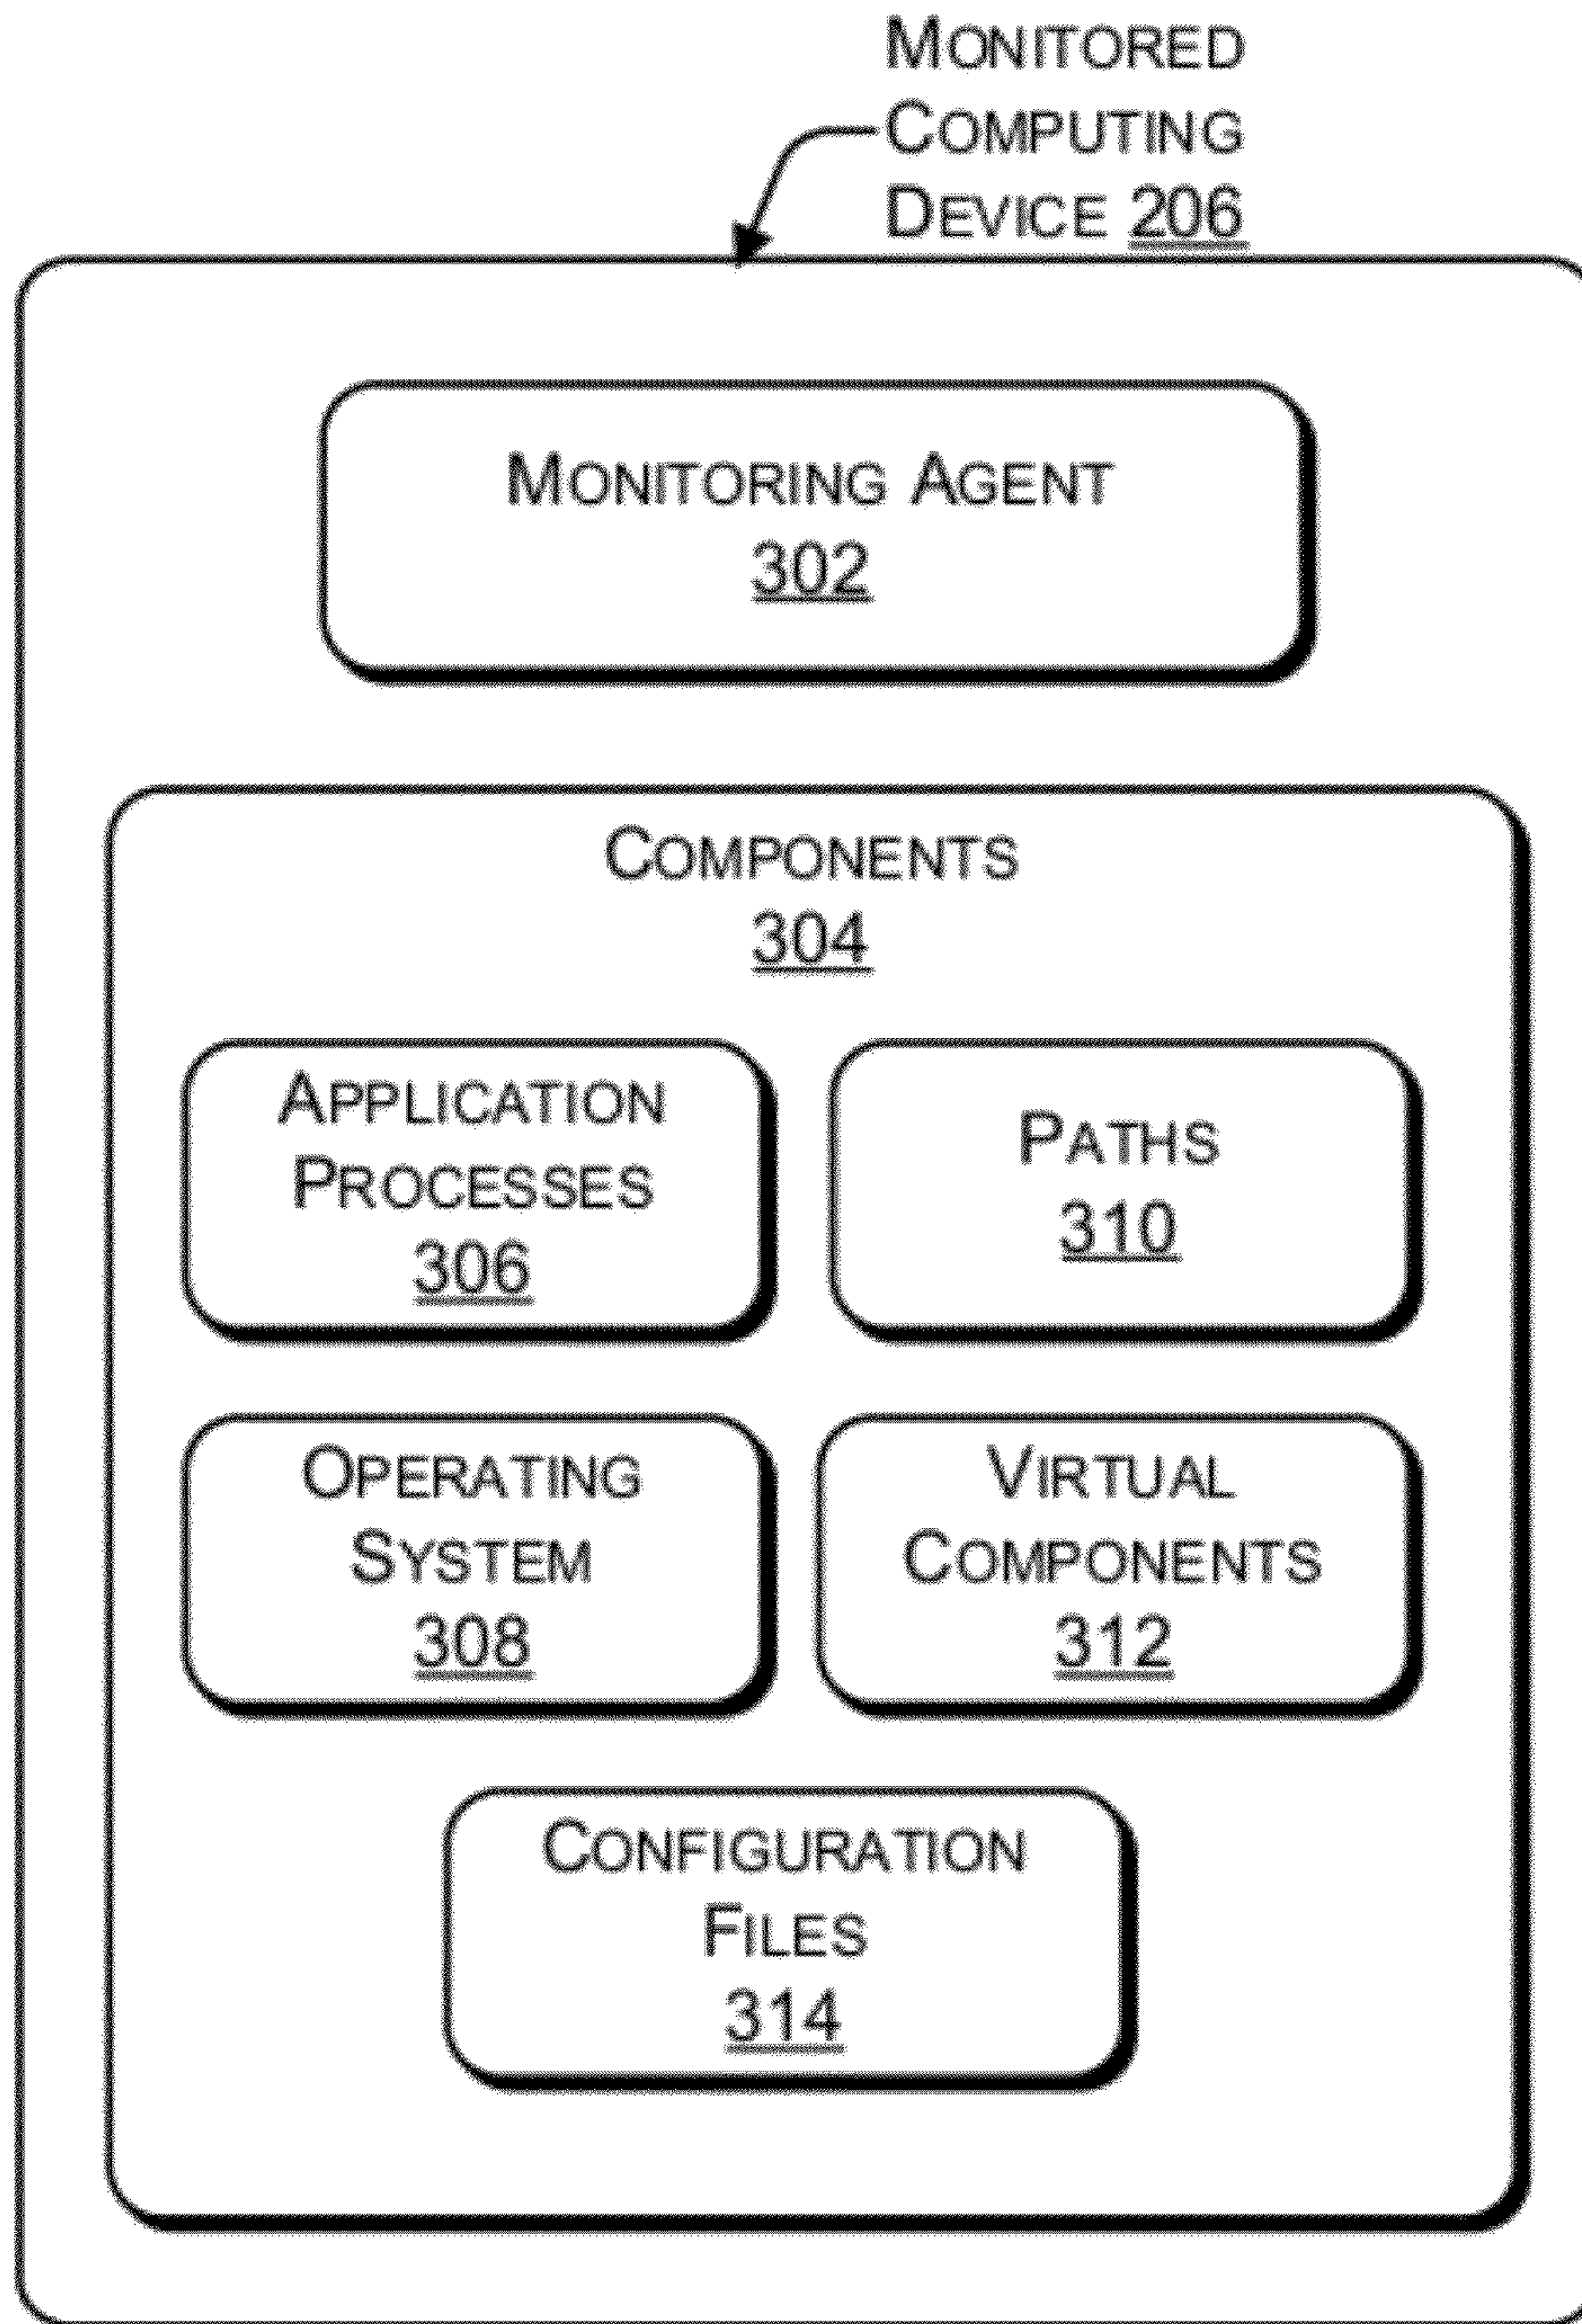 MONITORED
COMPUTING
DEVICE 206
MONITORING AGENT
302
COMPONENTS
304
APPLICATION
PROCESSES
306
PATHS
310
OPERATING
SYSTEM
308
VIRTUAL
COMPONENTS
312
CONFIGURATION
FILES
314